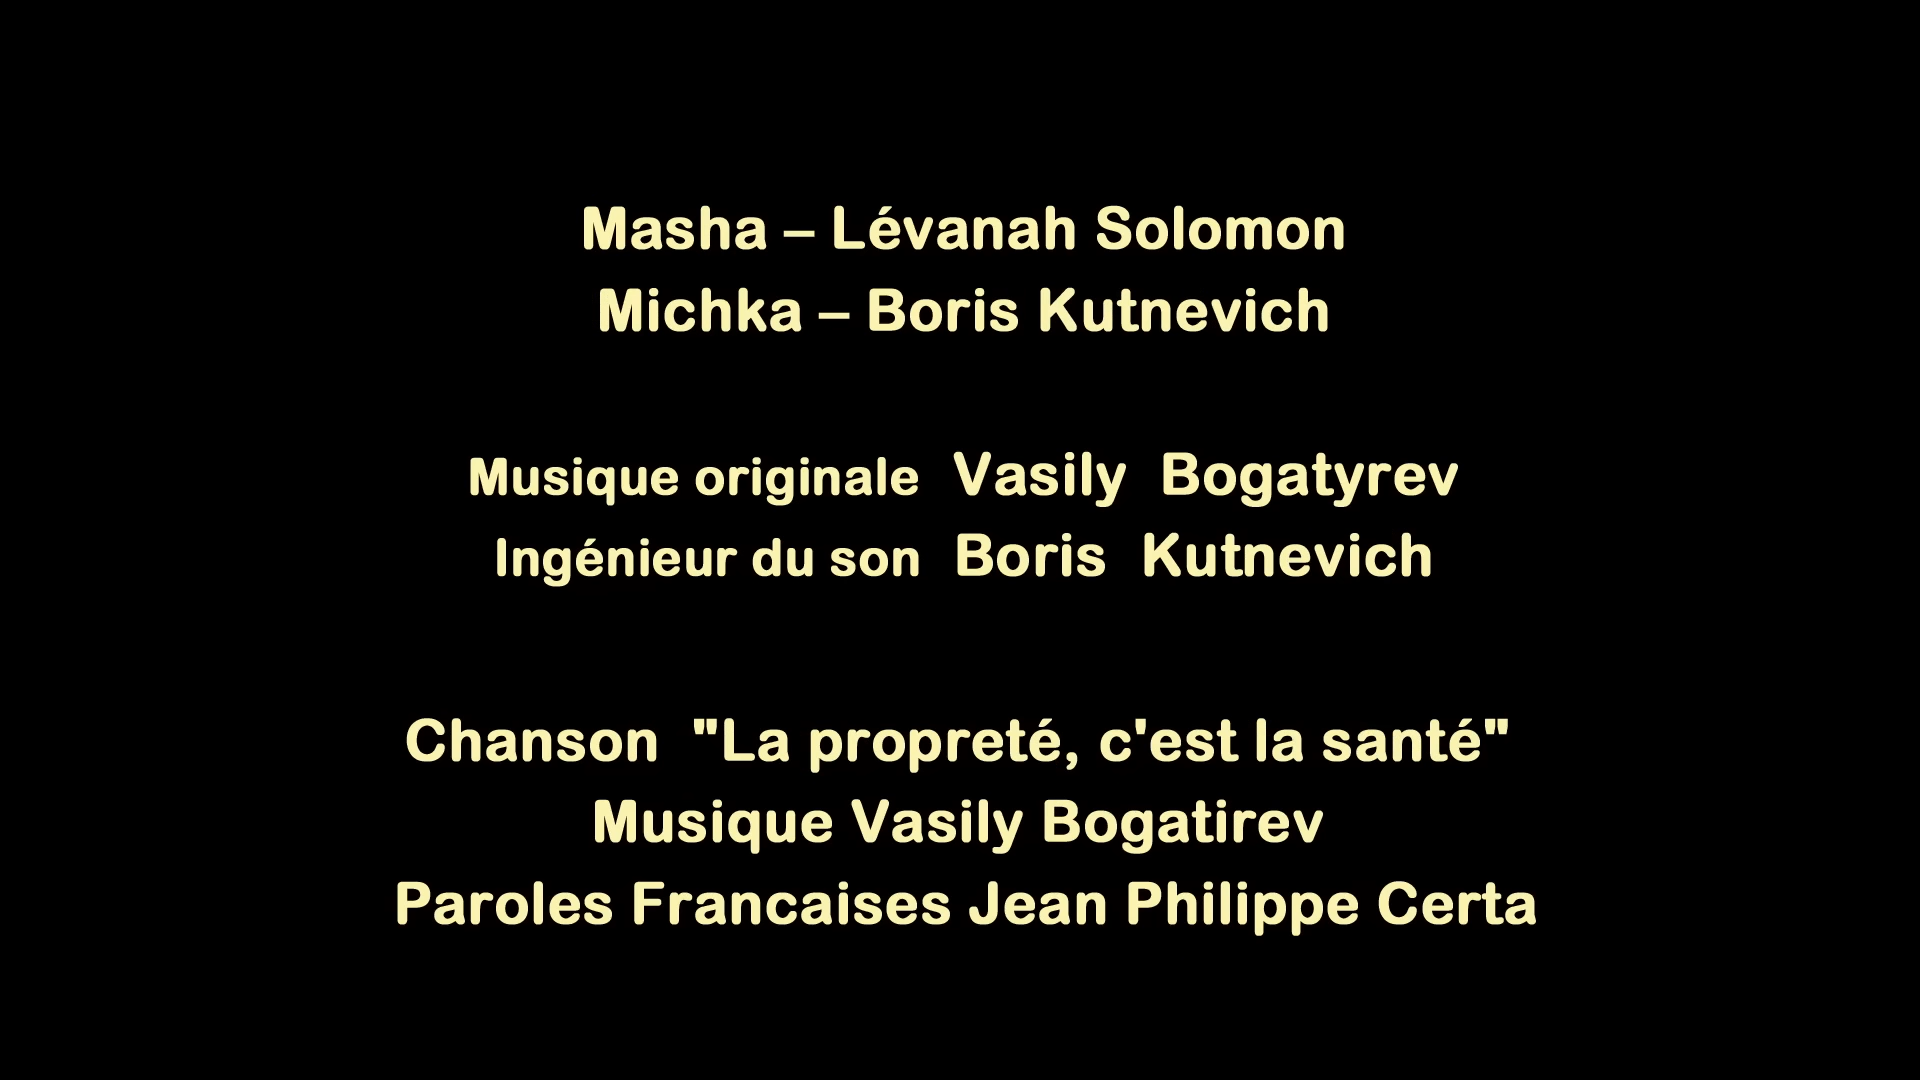 Masha – Lévanah Solomon
Michka – Boris Kutnevich
Musique originale Vasily Bogatyrev
Ingénieur du son Boris Kutnevich
Chanson "La propreté, c'est la santé"
Musique Vasily Bogatirev
Paroles Francaises Jean Philippe Certa